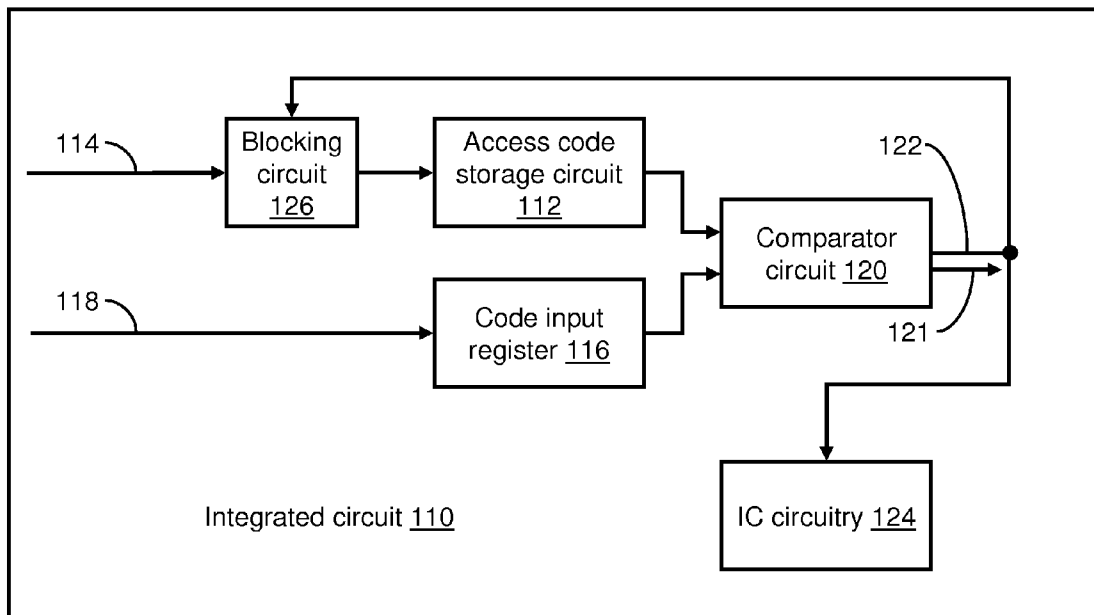 114
Blocking
circuit
126
Access code
storage circuit
112
122
Comparator
circuit 120
118
Code input
register 116
121
Integrated circuit 110
IC circuitry 124